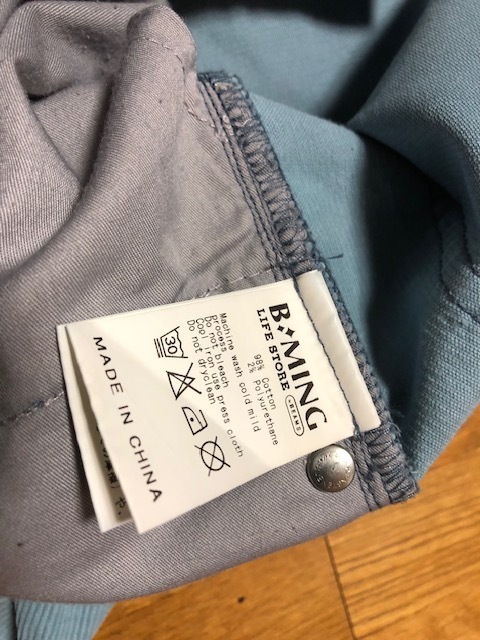 B MING
LIFE STORE
BEAMS
98% Cotton
2% Polyurethane
Machine wash cold mild
process
Do not bleach
Cool iron use press cloth
Do not dryclean
30
MADE IN CHINA